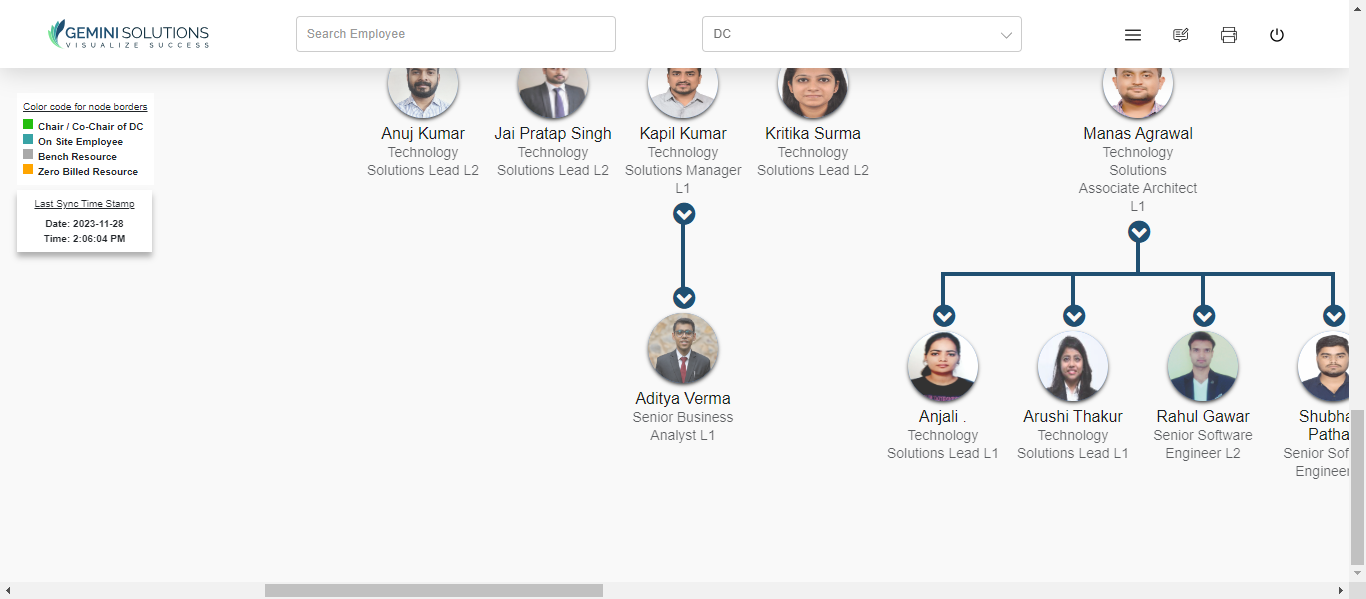 GEMINI SOLUTIONS
VISUALIZE SUCCESS
Search Employee
DC
Color code for node borders
Chair / Co-Chair of DC
On Site Employee
Bench Resource
Zero Billed Resource
Last Sync Time Stamp
Date: 2023-11-28
Time: 2:06:04 PM
Anuj Kumar
Technology
Solutions Lead L2
Jai Pratap Singh
Technology
Solutions Lead L2
Kapil Kumar
Technology
Solutions Manager
L1
Kritika Surma
Technology
Solutions Lead L2
Manas Agrawal
Technology
Solutions
Associate Architect
L1
Aditya Verma
Senior Business
Analyst L1
Anjali .
Technology
Solutions Lead L1
Arushi Thakur
Technology
Solutions Lead L1
Rahul Gawar
Senior Software
Engineer L2
Shubha
Patha
Senior Sof
Engineer